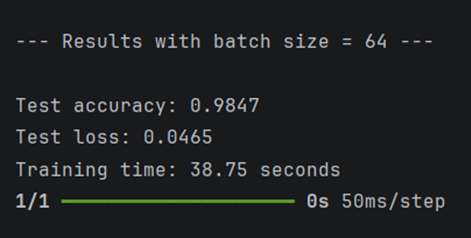 --- Results with batch size = 64 ---
Test accuracy: 0.9847
Test loss: 0.0465
Training time: 38.75 seconds
1/1 ━━━━━━━━━━━━━━━━━━━━ 0s 50ms/step